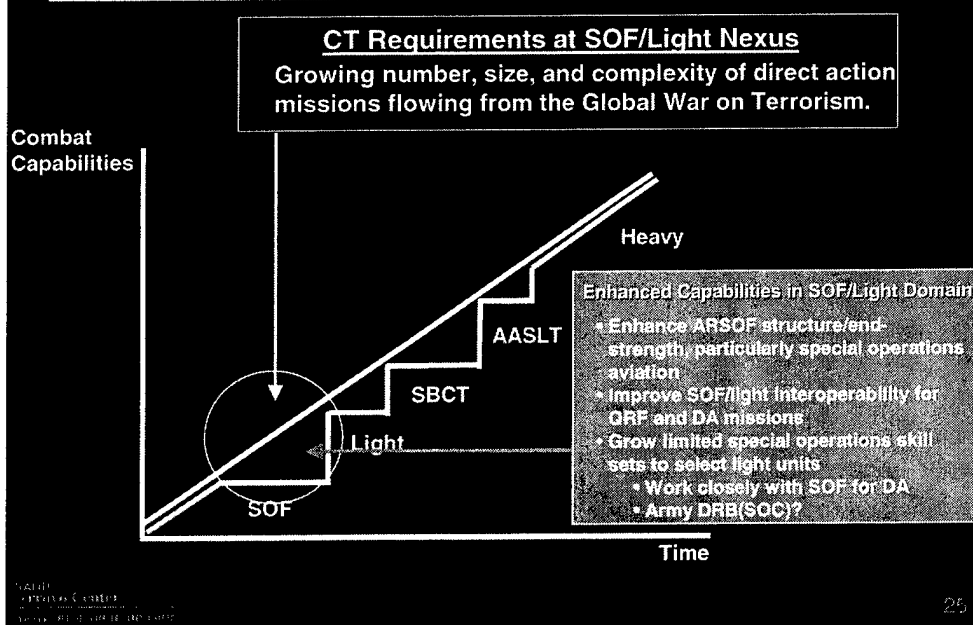 CT Requirements at SOF/Light Nexus
Growing number, size, and complexity of direct action
missions flowing from the Global War on Terrorism.
Combat
Capabilities
Heavy
AASLT
SBCT
Light
SOF
Time
Enhanced Capabilities in SOF/Light Domain
• Enhance ARSOF structure/end-
strength, particularly special operations
aviation
• Improve SOF/light interoperability for
QRF and DA missions
• Grow limited special operations skill
sets to select light units
• Work closely with SOF for DA
• Army DRB(SOC)?
Center
25